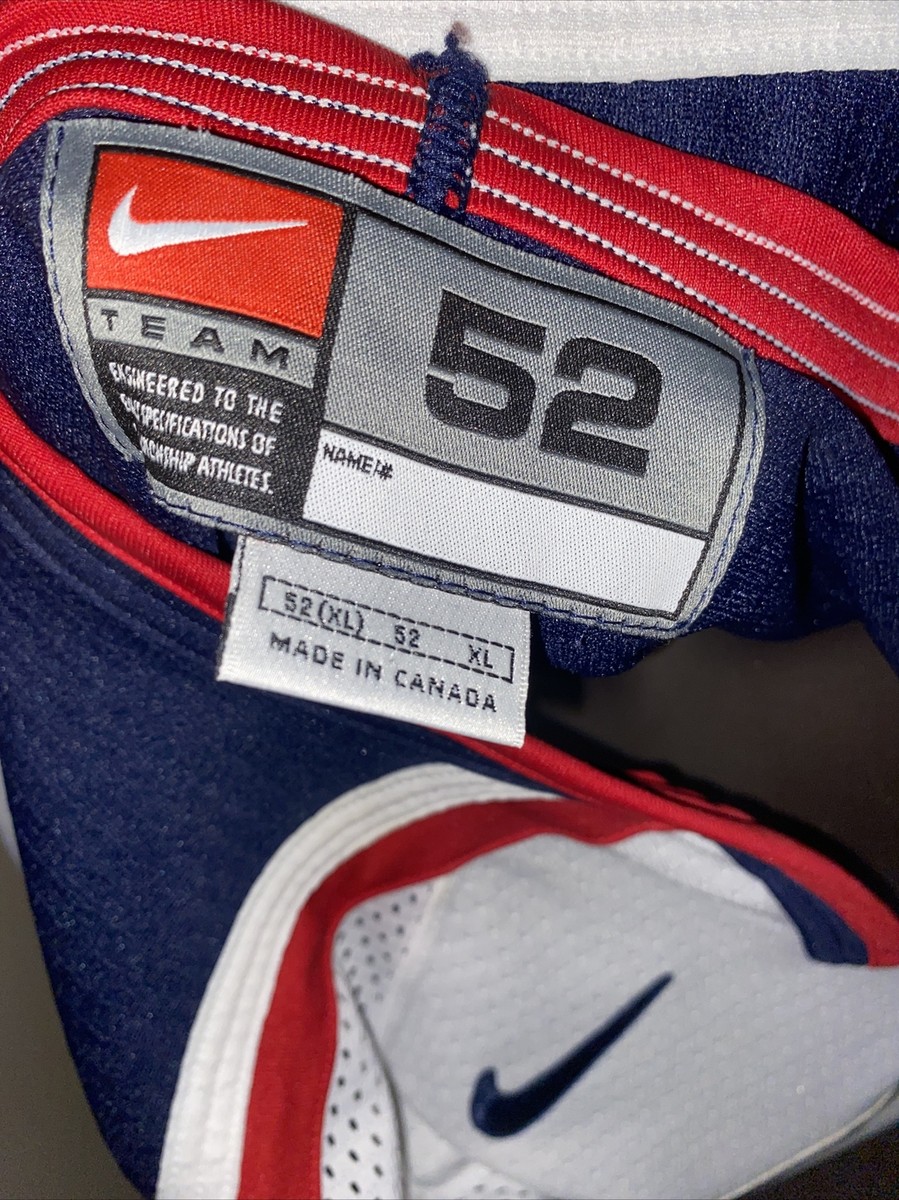 TEAM
52
ENGINEERED TO THE
SPECIFICATIONS OF
ATHLETES.
NAME/#
52(XL) 52 XL
MADE IN CANADA